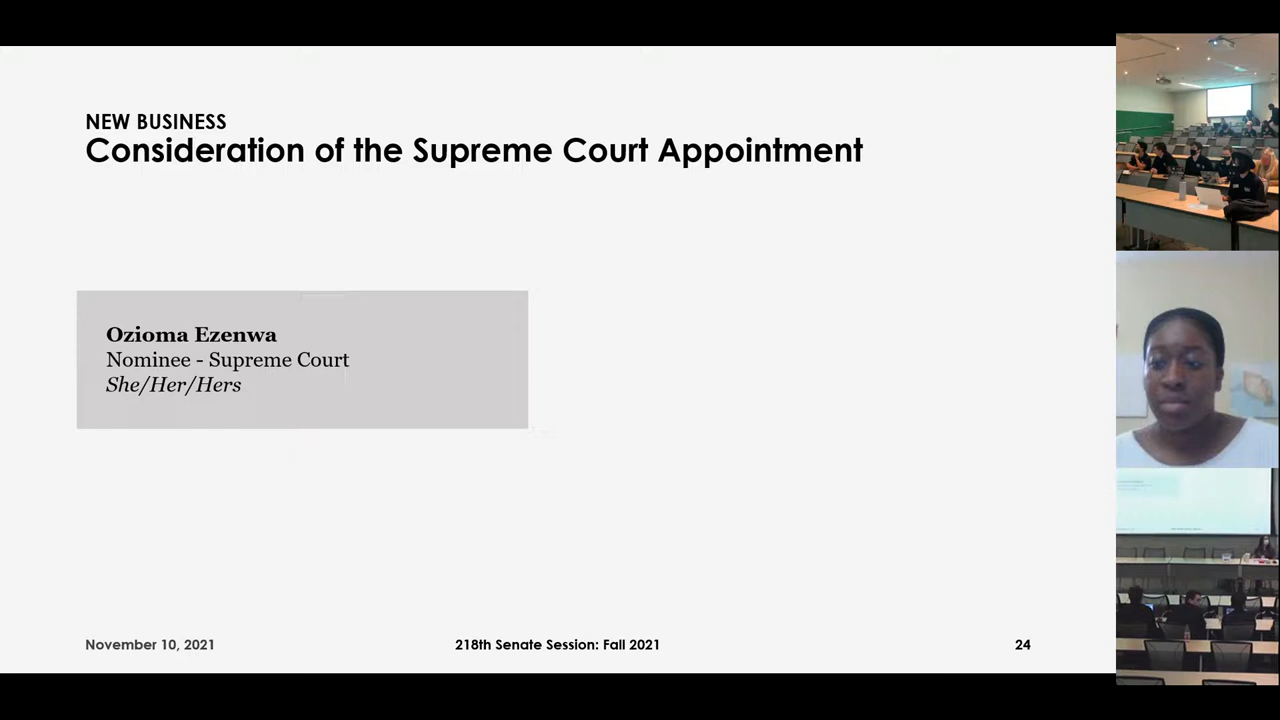 NEW BUSINESS
Consideration of the Supreme Court Appointment
Ozioma Ezenwa
Nominee - Supreme Court
She/Her/Hers
November 10, 2021
218th Senate Session: Fall 2021
24